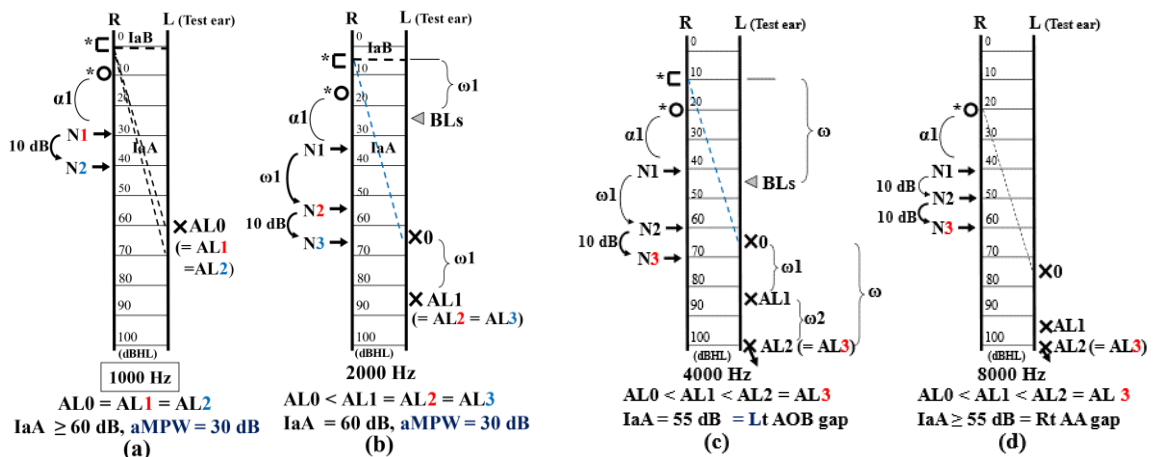 R L (Test ear)
IaB
0
10
20
30
40
50
60
70
80
90
100
(dBHL)
*
*
α1
N1
10 dB
N2
IaA
AL0
(= AL1
=AL2)
1000 Hz
AL0 = AL1 = AL2
IaA ≥ 60 dB, aMPW = 30 dB
(a)
R L (Test ear)
IaB
0
10
20
30
40
50
60
70
80
90
100
(dBHL)
*
*
α1
N1
ω1
N2
10 dB
N3
IaA
ω1
BLs
0
ω1
AL1
(= AL2 = AL3)
2000 Hz
AL0 < AL1 = AL2 = AL3
IaA = 60 dB, aMPW = 30 dB
(b)
R L (Test ear)
0
10
20
30
40
50
60
70
80
90
100
(dBHL)
*
*
α1
N1
ω1
N2
10 dB
N3
ω
BLs
0
ω1
AL1
ω2
ω
AL2 (= AL3)
4000 Hz
AL0 < AL1 < AL2 = AL3
IaA = 55 dB = Lt AOB gap
(c)
R L (Test ear)
0
10
20
30
40
50
60
70
80
90
100
(dBHL)
*
α1
N1
10 dB
N2
10 dB
N3
0
AL1
AL2 (= AL3)
8000 Hz
AL0 < AL1 < AL2 = AL 3
IaA ≥ 55 dB = Rt AA gap
(d)